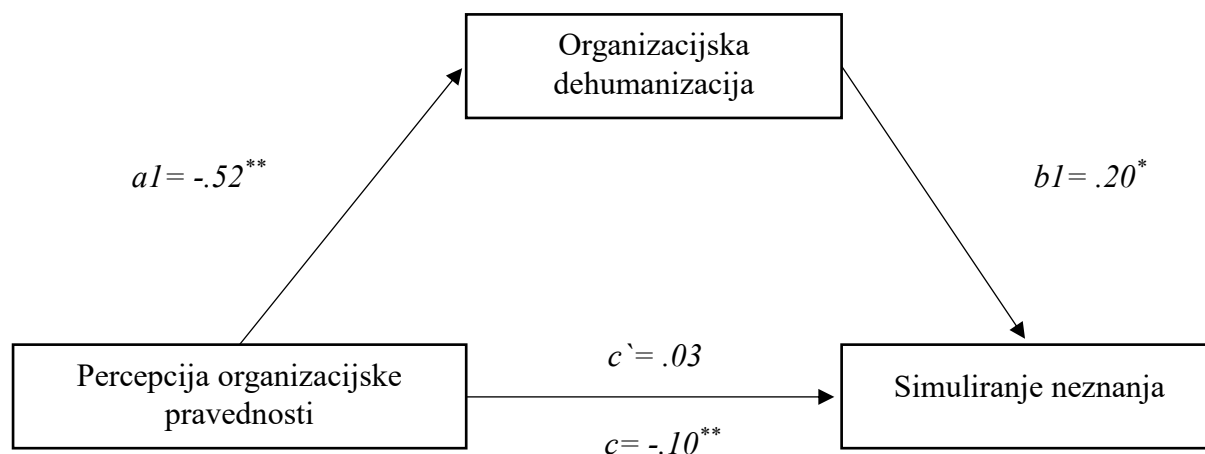 Organizacijska
dehumanizacija
a1= -.52**
b1= .20*
Percepcija organizacijske
pravednosti
c`= .03
c= -.10**
Simuliranje neznanja